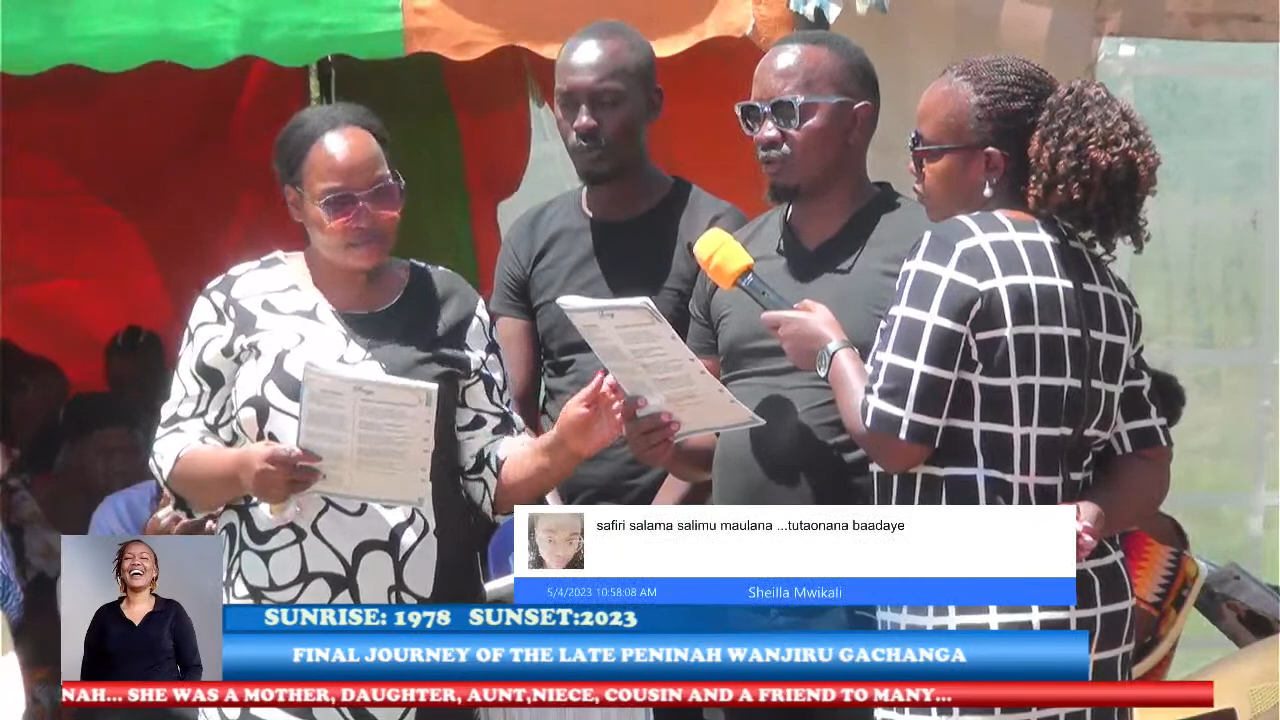 safiri salama salimu maulana ...tutaonana baadaye
5/4/2023 10:58:08 AM Sheilla Mwikali
SUNRISE: 1978 SUNSET:2023
FINAL JOURNEY OF THE LATE PENINAH WANJIRU GACHANGA
NAH... SHE WAS A MOTHER, DAUGHTER, AUNT,NIECE, COUSIN AND A FRIEND TO MANY...